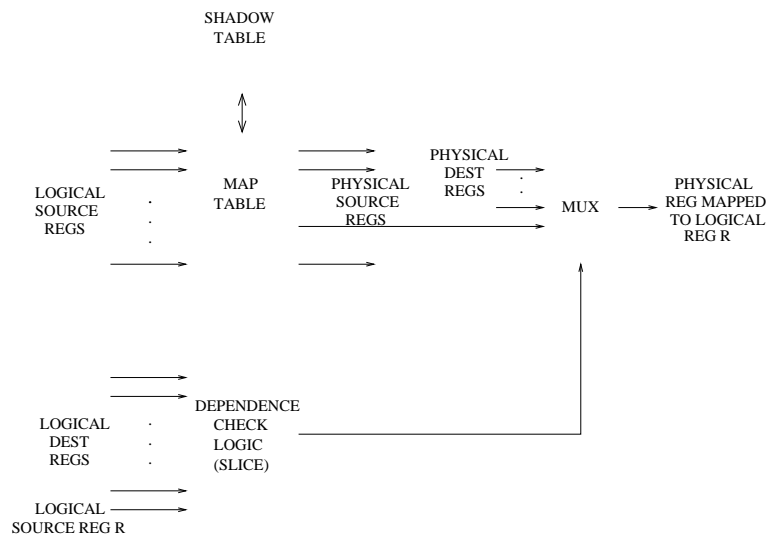 SHADOW
TABLE
LOGICAL
SOURCE
REGS
MAP
TABLE
PHYSICAL
SOURCE
REGS
PHYSICAL
DEST
REGS
MUX
PHYSICAL
REG MAPPED
TO LOGICAL
REG R
LOGICAL
DEST
REGS
DEPENDENCE
CHECK
LOGIC
(SLICE)
LOGICAL
SOURCE REG R